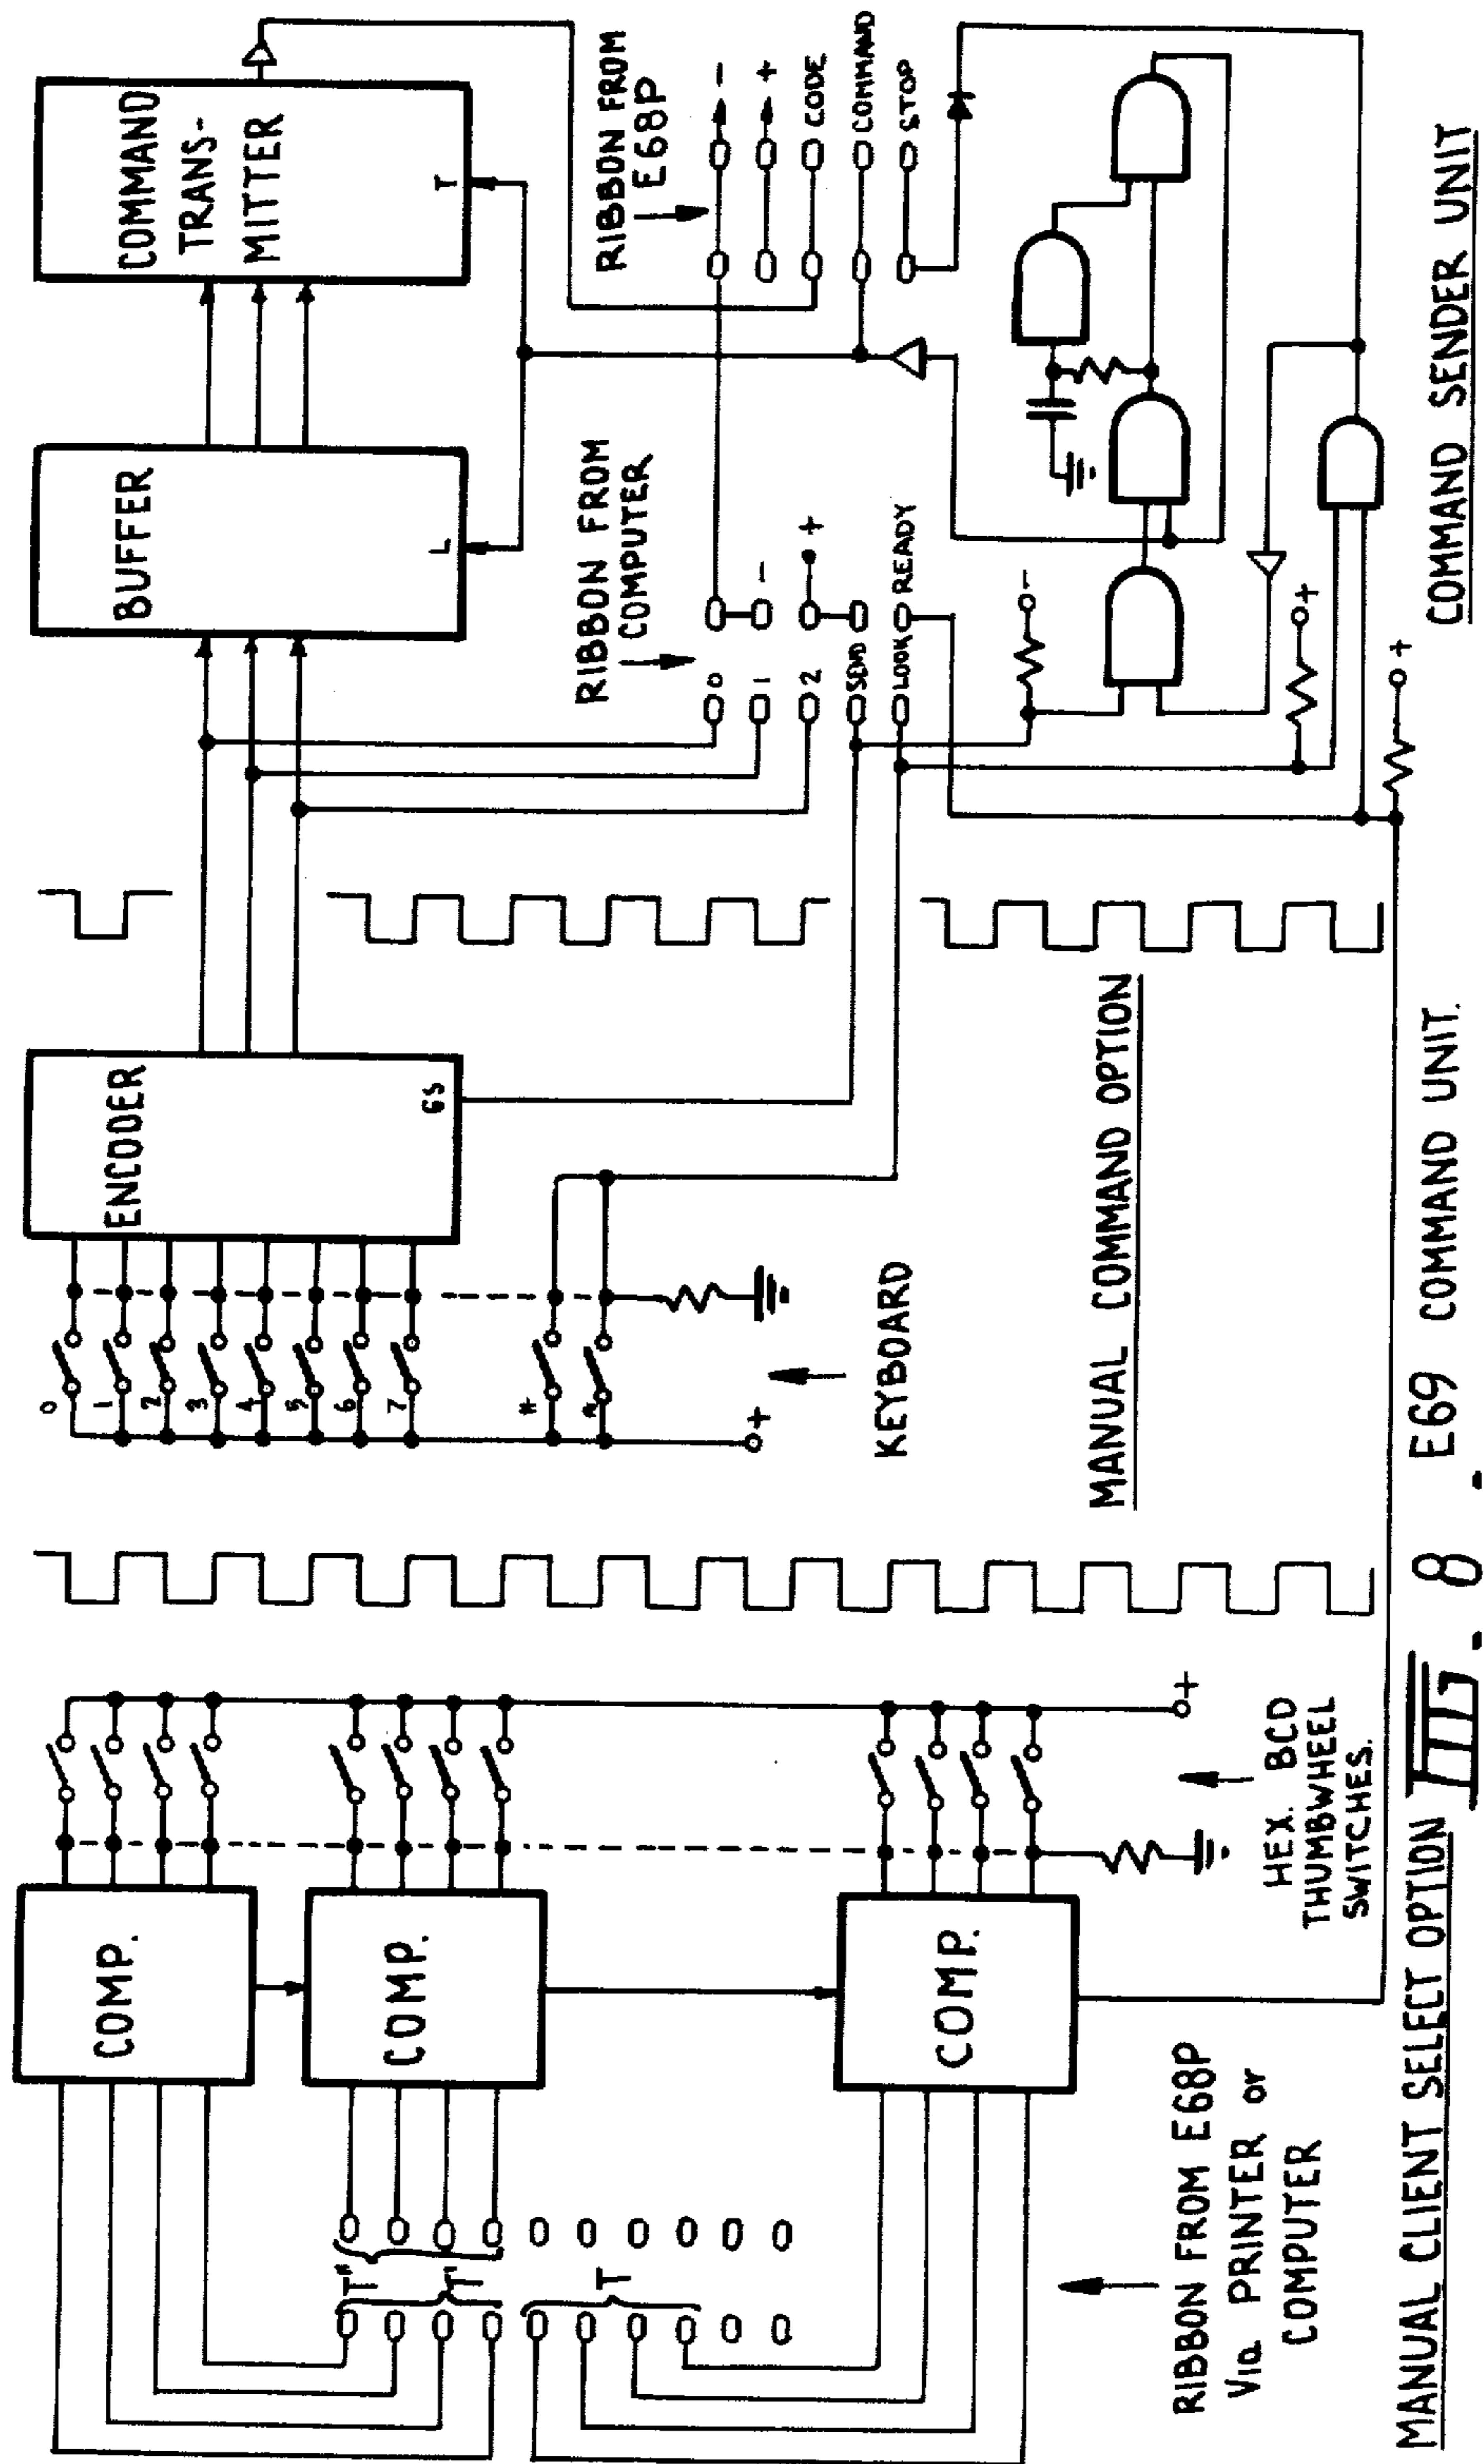 COMP.
COMP.
COMP.
T"
T'
T
RIBBON FROM E68P
Via PRINTER or
COMPUTER
HEX. BCD
THUMBWHEEL
SWITCHES.
+
MANUAL CLIENT SELECT OPTION
0
1
2
3
4
5
6
7
#
*
+
KEYBOARD
ENCODER
GS
MANUAL COMMAND OPTION
BUFFER
L
COMMAND
TRANS-
MITTER
T
RIBBON FROM
COMPUTER
0
1
2
SEND
LOOK
-
+
READY
RIBBON FROM
E68P
-
+
CODE
COMMAND
STOP
-
+
+
COMMAND SENDER UNIT
III - 8 - E69 COMMAND UNIT.